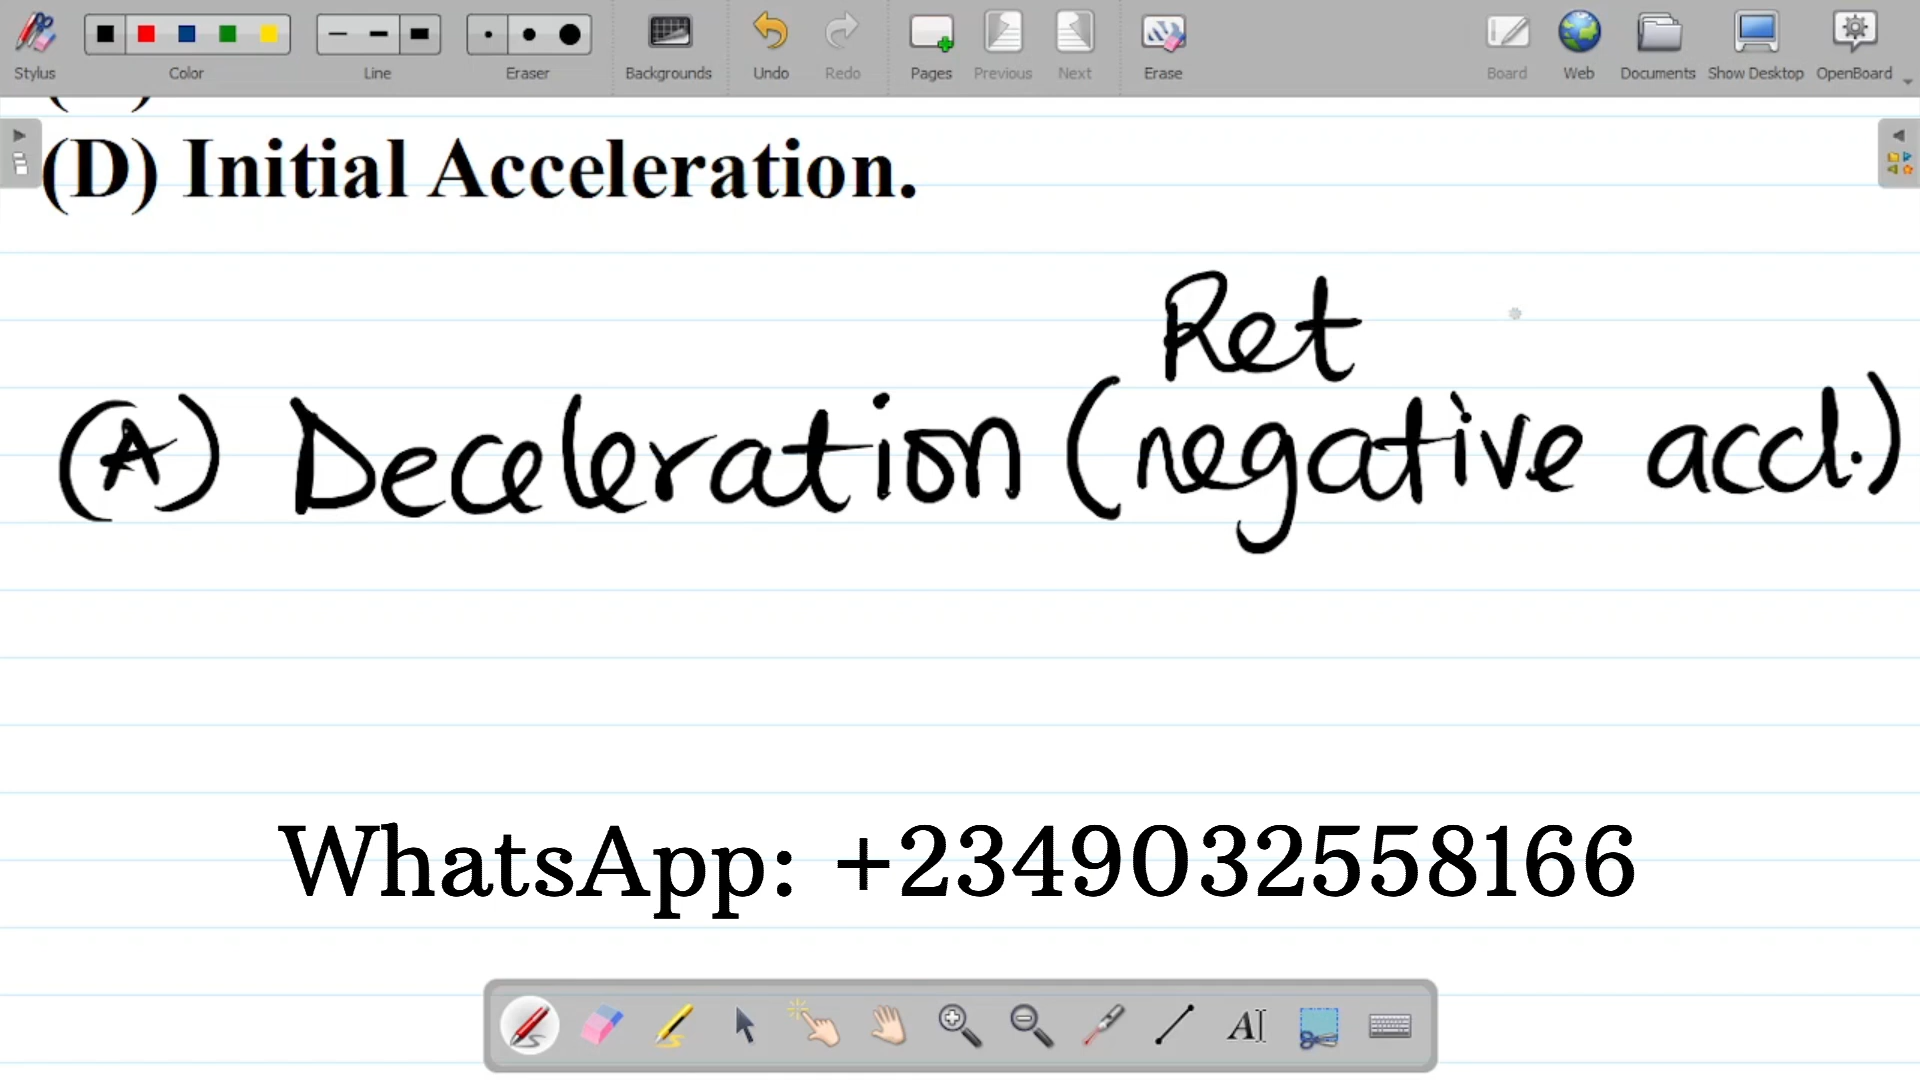 Stylus Color Line Eraser Backgrounds Undo Redo Pages Previous Next Erase Board Web Documents Show Desktop OpenBoard
(D) Initial Acceleration.
Ret
(A) Deceleration (negative accl.)
WhatsApp: +2349032558166